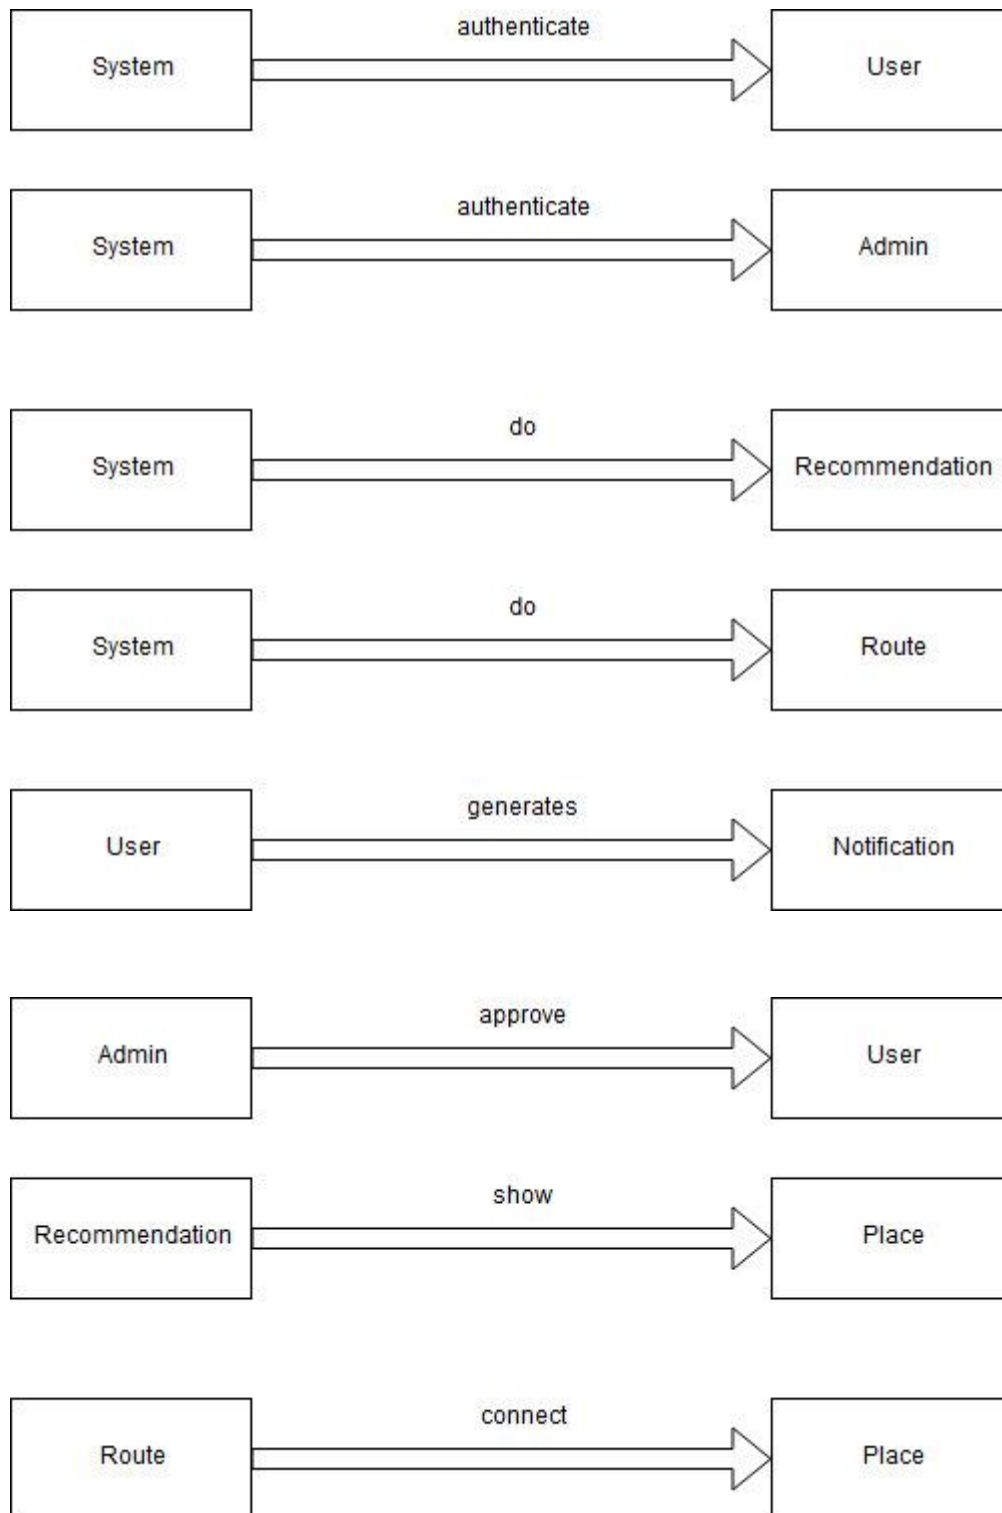 authenticate
System User
authenticate
System Admin
do
System Recommendation
do
System Route
generates
User Notification
approve
Admin User
show
Recommendation Place
connect
Route Place